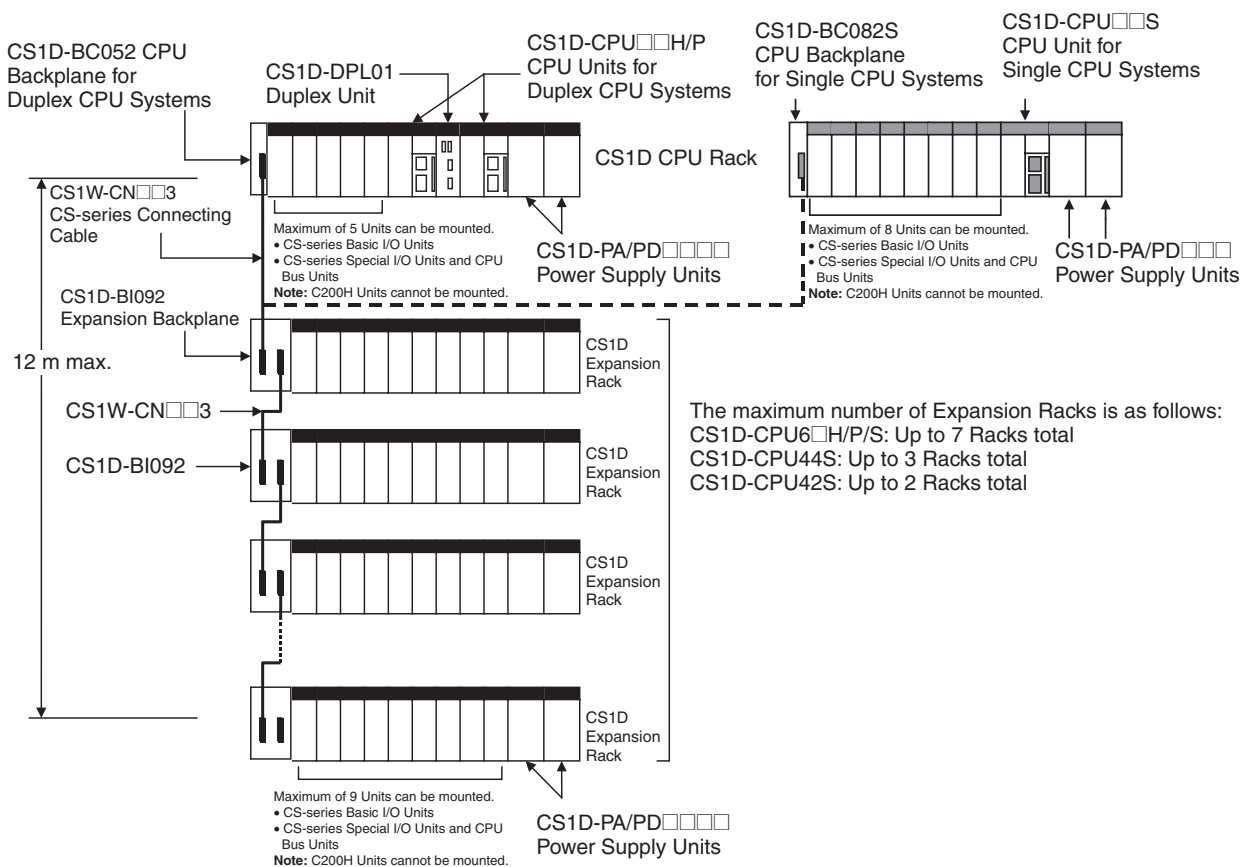 CS1D-BC052 CPU
Backplane for
Duplex CPU Systems
CS1D-DPL01
Duplex Unit
CS1D-CPU□□H/P
CPU Units for
Duplex CPU Systems
CS1D-BC082S
CPU Backplane
for Single CPU Systems
CS1D-CPU□□S
CPU Unit for
Single CPU Systems
CS1D CPU Rack
CS1W-CN□□3
CS-series Connecting
Cable
Maximum of 5 Units can be mounted.
• CS-series Basic I/O Units
• CS-series Special I/O Units and CPU
Bus Units
Note: C200H Units cannot be mounted.
CS1D-PA/PD□□□□
Power Supply Units
Maximum of 8 Units can be mounted.
• CS-series Basic I/O Units
• CS-series Special I/O Units and CPU
Bus Units
Note: C200H Units cannot be mounted.
CS1D-PA/PD□□□
Power Supply Units
CS1D-BI092
Expansion Backplane
12 m max.
CS1D
Expansion
Rack
CS1W-CN□□3
CS1D-BI092
CS1D
Expansion
Rack
The maximum number of Expansion Racks is as follows:
CS1D-CPU6□H/P/S: Up to 7 Racks total
CS1D-CPU44S: Up to 3 Racks total
CS1D-CPU42S: Up to 2 Racks total
CS1D
Expansion
Rack
CS1D
Expansion
Rack
Maximum of 9 Units can be mounted.
• CS-series Basic I/O Units
• CS-series Special I/O Units and CPU
Bus Units
Note: C200H Units cannot be mounted.
CS1D-PA/PD□□□□
Power Supply Units